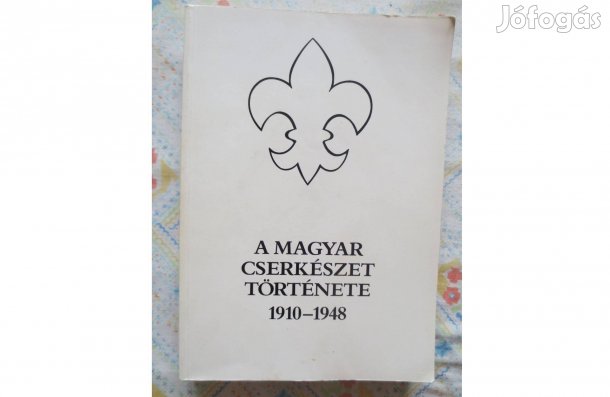 Jófogás
A MAGYAR
CSERKÉSZET
TÖRTÉNETE
1910–1948